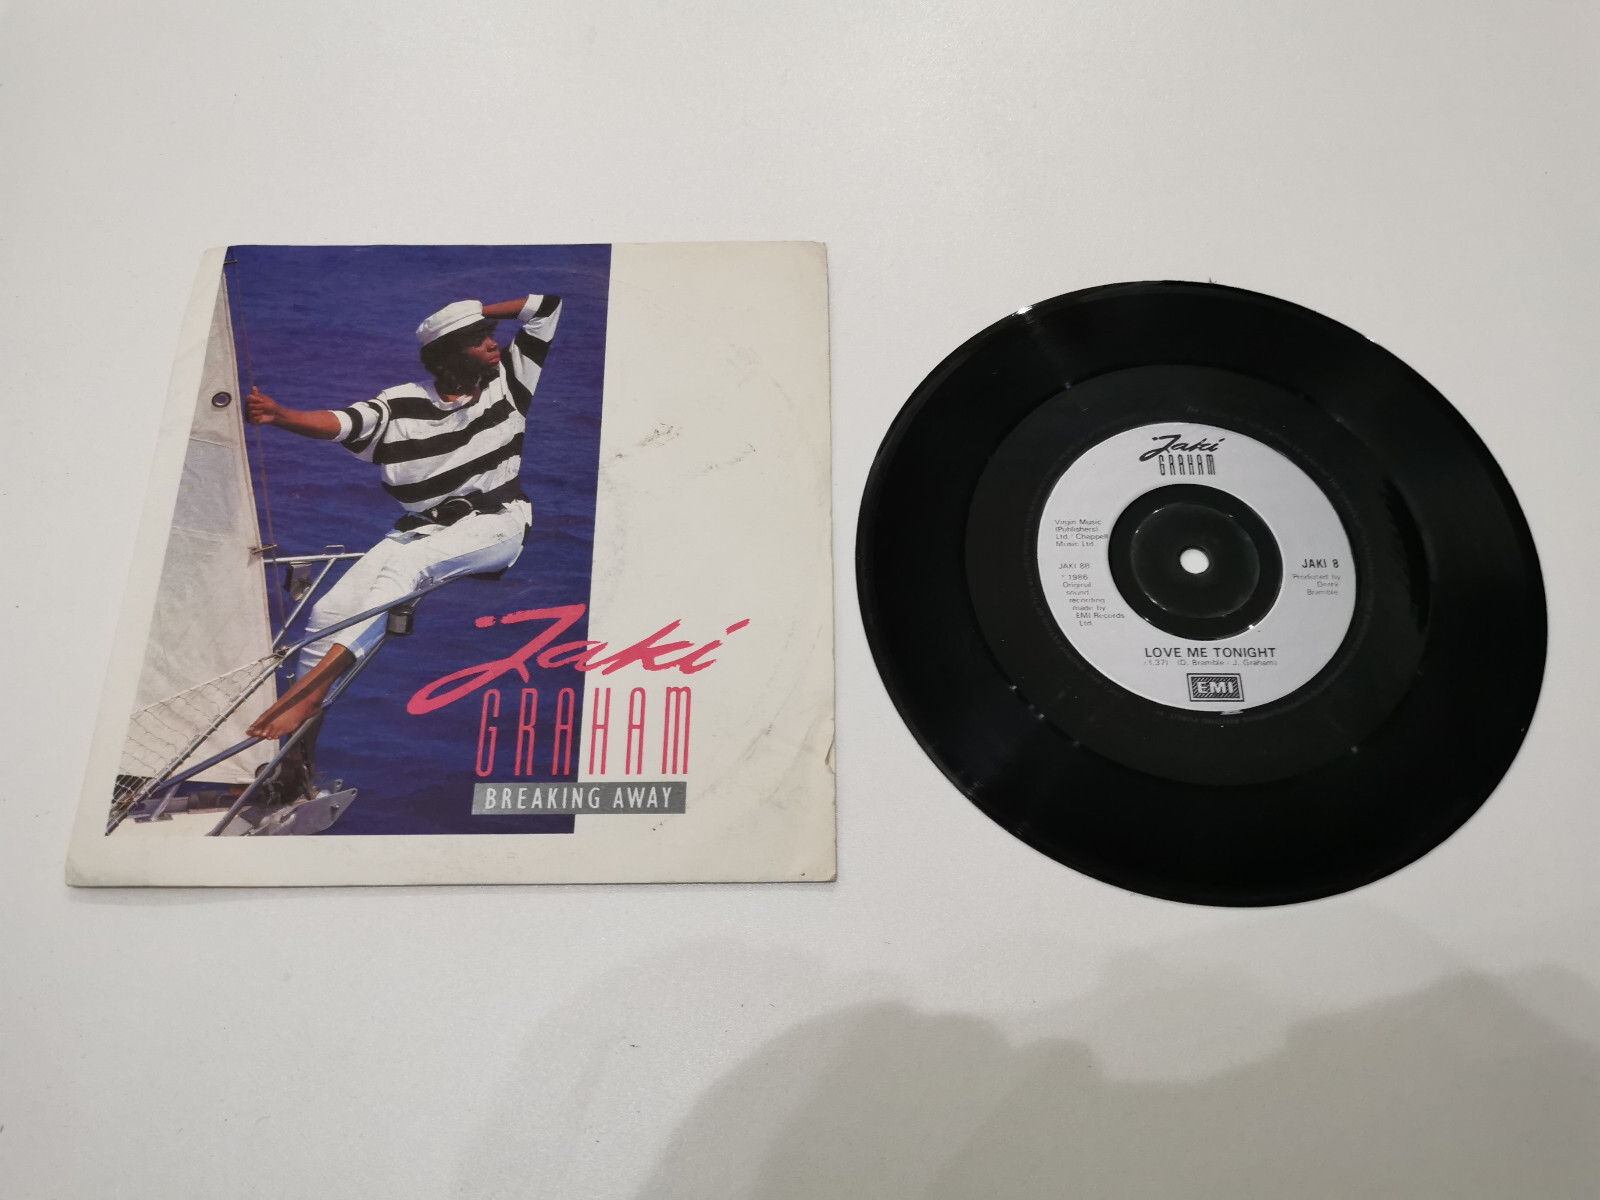 Jaki
GRAHAM
BREAKING AWAY
Jaki
GRAHAM
Virgin Music
(Publishers)
Ltd. Chappell
Music Ltd.
JAKI 8B
1986
Original
sound
recording
made by
EMI Records
Ltd.
JAKI 8
Produced by
Derek
Bramble
LOVE ME TONIGHT
(D. Bramble / J. Graham)
EMI